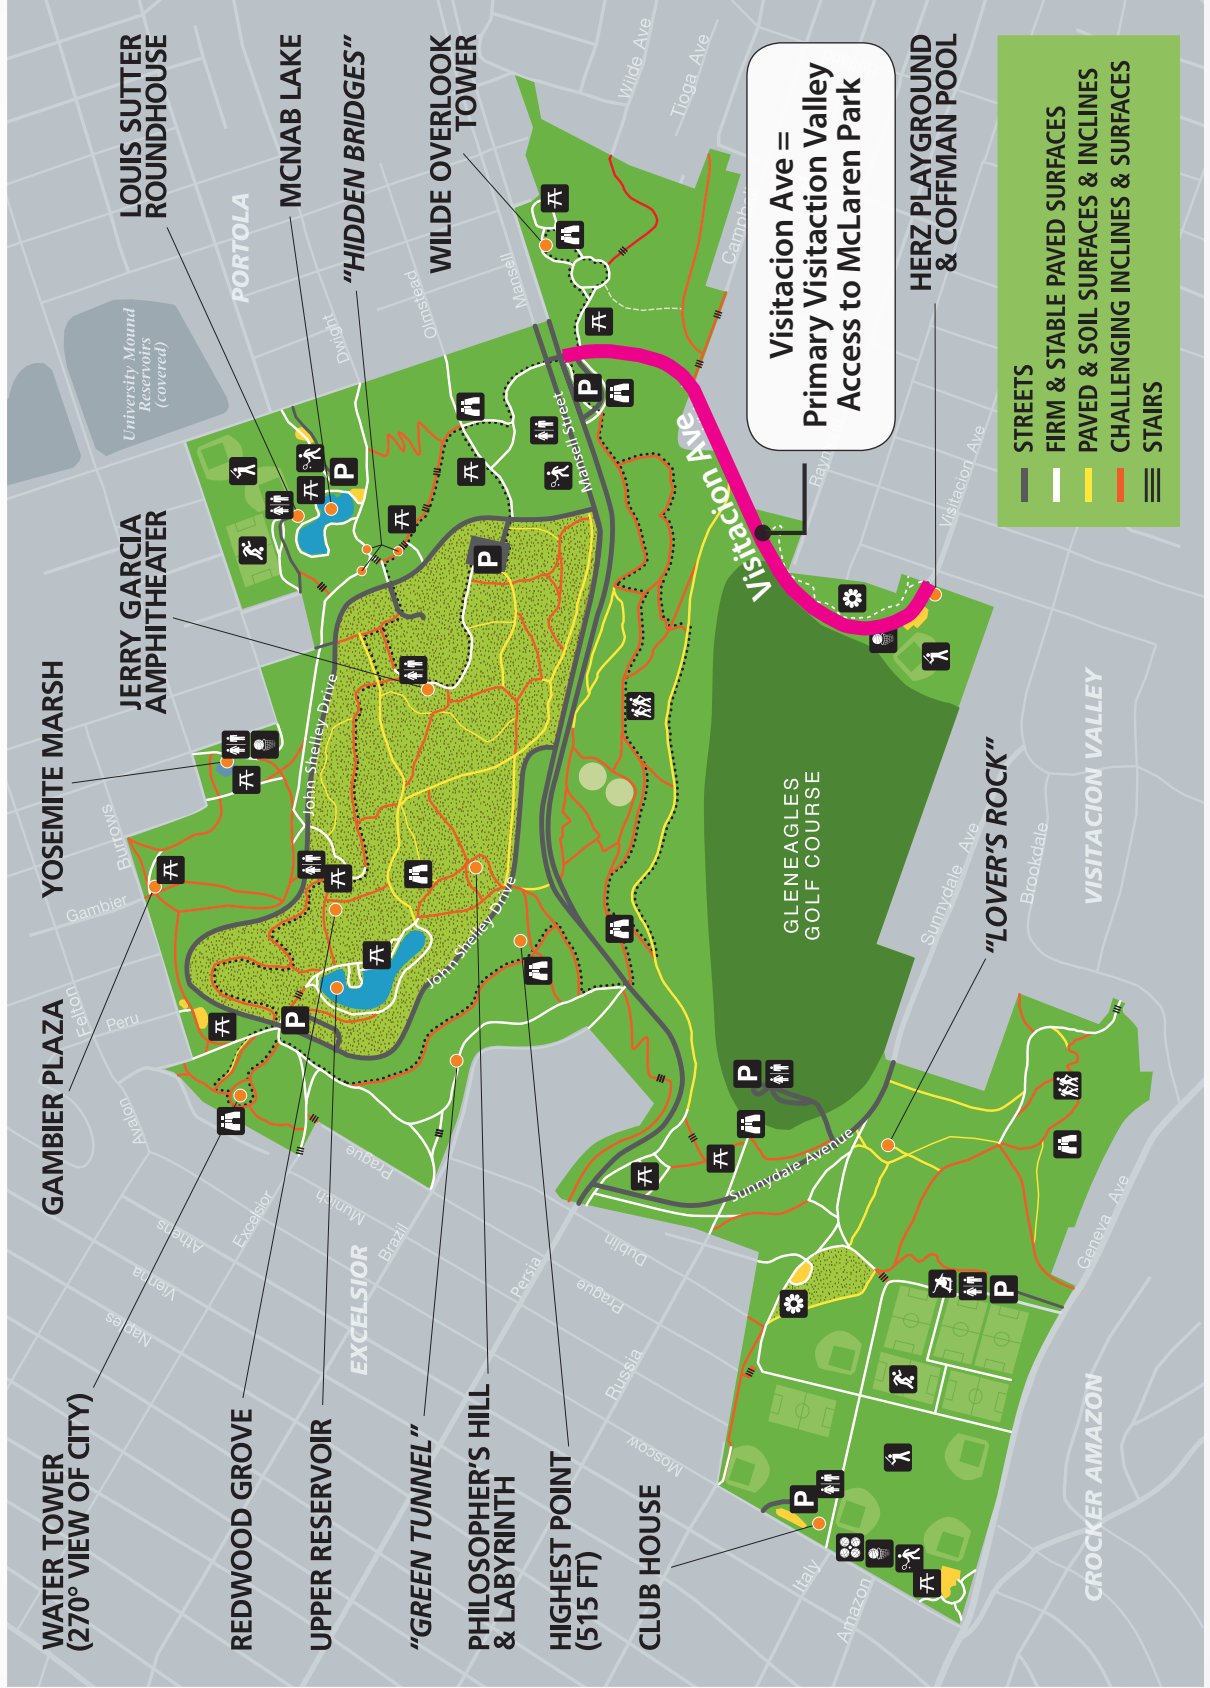 LOUIS SUTTER
ROUNDHOUSE
MCNAB LAKE
“HIDDEN BRIDGES”
WILDE OVERLOOK
TOWER
HERZ PLAYGROUND
& COFFMAN POOL
YOSEMITE MARSH
JERRY GARCIA
AMPHITHEATER
GAMBIER PLAZA
WATER TOWER
(270° VIEW OF CITY)
REDWOOD GROVE
UPPER RESERVOIR
“GREEN TUNNEL”
PHILOSOPHER’S HILL
& LABYRINTH
HIGHEST POINT
(515 FT)
CLUB HOUSE
“LOVER’S ROCK”
Visitacion Ave =
Primary Visitaction Valley
Access to McLaren Park
Visitacion Ave
STREETS
FIRM & STABLE PAVED SURFACES
PAVED & SOIL SURFACES & INCLINES
CHALLENGING INCLINES & SURFACES
STAIRS
PORTOLA
EXCELSIOR
VISITACION VALLEY
CROCKER AMAZON
University Mound
Reservoirs
(covered)
GLENEAGLES
GOLF COURSE
John Shelley Drive
John Shelley Drive
Mansell Street
Sunnydale Avenue
Wilde Ave
Tioga Ave
Campb
Mansell
Olmstead
Dwight
Raym
Visitacion Ave
Sunnydale Ave
Brookdale
Geneva Ave
Burrows
Gambier
Felton
Peru
Avalon
Prague
Munich
Excelsior
Athens
Vienna
Naples
Brazil
Persia
Dublin
Prague
Russia
Moscow
Italy
Amazon
P
P
P
P
P
P
P